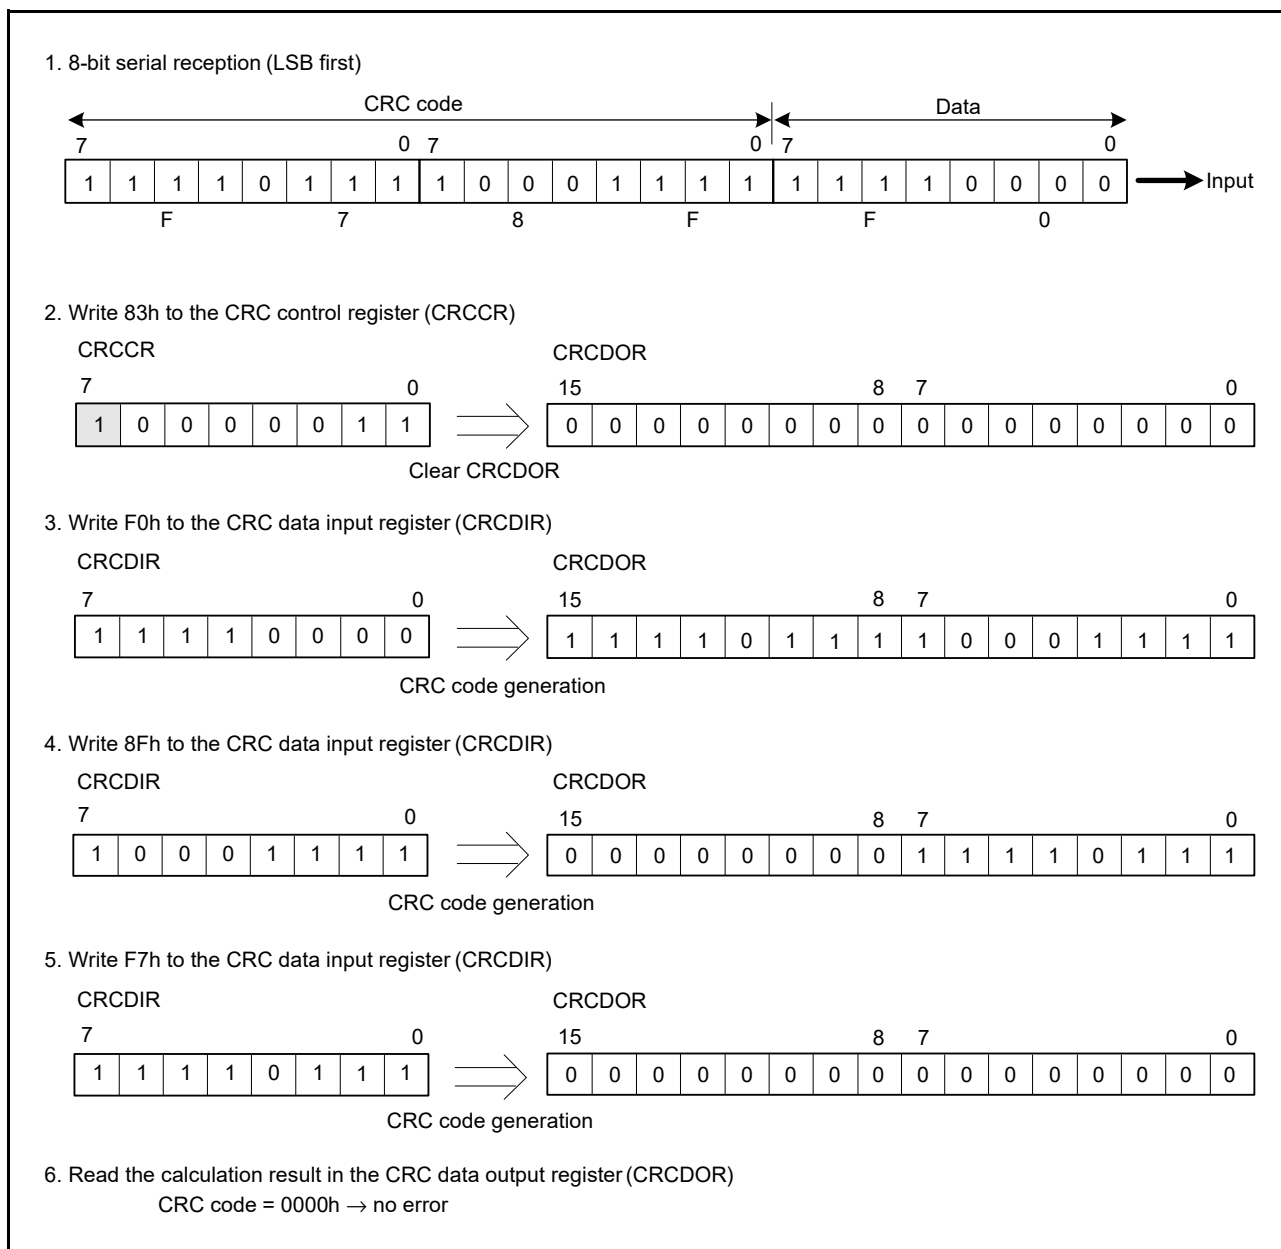 1. 8-bit serial reception (LSB first)
CRC code Data
7 0 7 0 7 0
1 1 1 1 0 1 1 1 1 0 0 0 1 1 1 1 1 1 1 1 0 0 0 0 Input
F 7 8 F F 0
2. Write 83h to the CRC control register (CRCCR)
CRCCR CRCDOR
7 0 15 8 7 0
1 0 0 0 0 0 1 1 0 0 0 0 0 0 0 0 0 0 0 0 0 0 0 0
Clear CRCDOR
3. Write F0h to the CRC data input register (CRCDIR)
CRCDIR CRCDOR
7 0 15 8 7 0
1 1 1 1 0 0 0 0 1 1 1 1 0 1 1 1 1 0 0 0 1 1 1 1
CRC code generation
4. Write 8Fh to the CRC data input register (CRCDIR)
CRCDIR CRCDOR
7 0 15 8 7 0
1 0 0 0 1 1 1 1 0 0 0 0 0 0 0 0 1 1 1 1 0 1 1 1
CRC code generation
5. Write F7h to the CRC data input register (CRCDIR)
CRCDIR CRCDOR
7 0 15 8 7 0
1 1 1 1 0 1 1 1 0 0 0 0 0 0 0 0 0 0 0 0 0 0 0 0
CRC code generation
6. Read the calculation result in the CRC data output register (CRCDOR)
CRC code = 0000h → no error